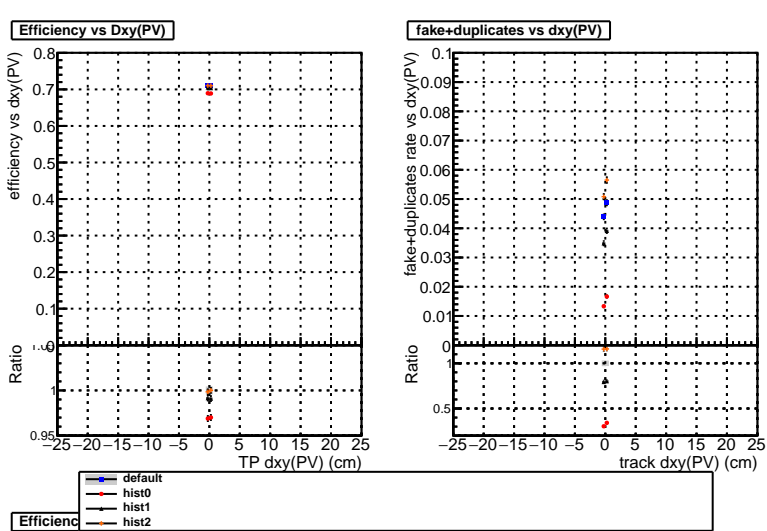 Efficiency vs Dxy(PV)
efficiency vs dxy(PV)
0.8
0.7
0.6
0.5
0.4
0.3
0.2
0.1
0
Ratio
1
0.95
−25 −20 −15 −10 −5 0 5 10 15 20 25
TP dxy(PV) (cm)
fake+duplicates vs dxy(PV)
fake+duplicates rate vs dxy(PV)
0.1
0.09
0.08
0.07
0.06
0.05
0.04
0.03
0.02
0.01
0
Ratio
1
0.5
−25 −20 −15 −10 −5 0 5 10 15 20 25
track dxy(PV) (cm)
default
hist0
hist1
hist2
Efficienc